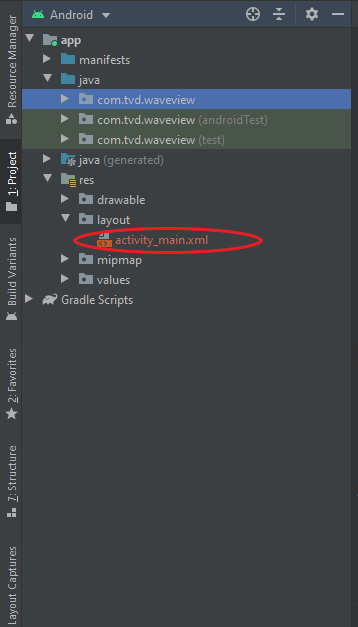 Android
app
manifests
java
com.tvd.waveview
com.tvd.waveview (androidTest)
com.tvd.waveview (test)
java (generated)
res
drawable
layout
activity_main.xml
mipmap
values
Gradle Scripts
Resource Manager
1: Project
Build Variants
2: Favorites
7: Structure
Layout Captures